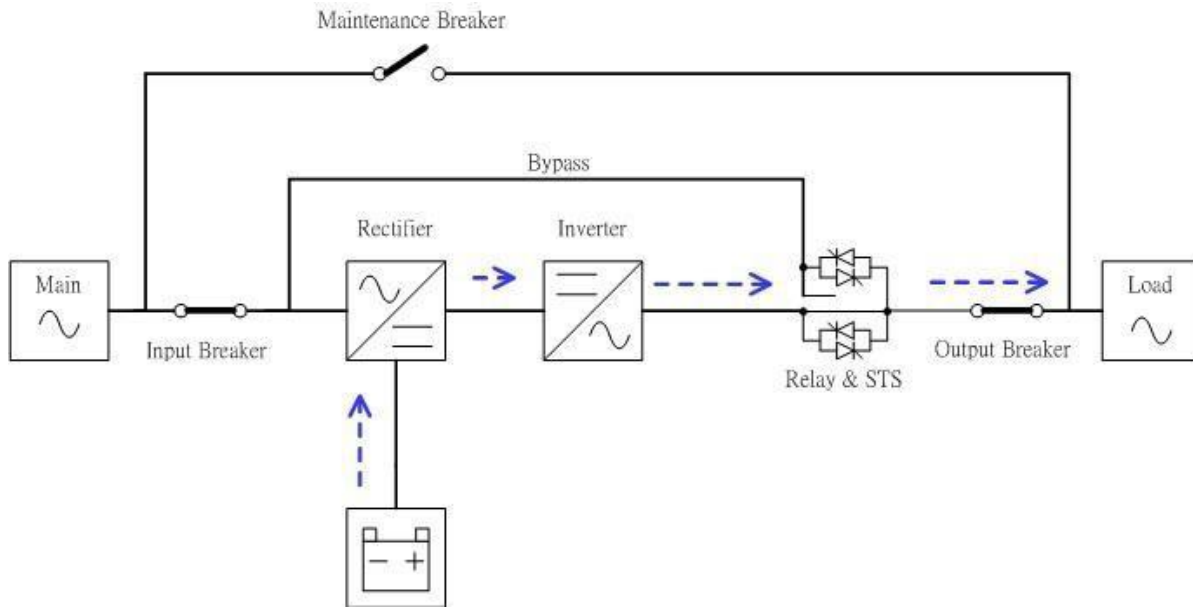 Maintenance Breaker
Bypass
Rectifier
Inverter
Main
Load
Input Breaker
Output Breaker
Relay & STS